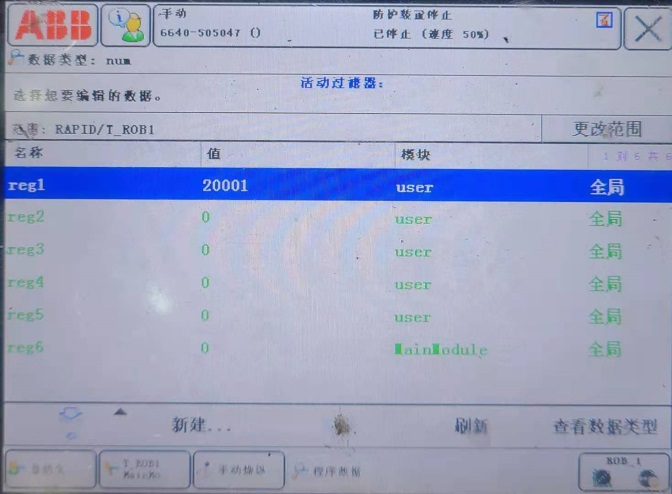 ABB
手动
防护装置停止
6640-505047 ()
已停止 (速度 50%)
数据类型: num
活动过滤器:
选择想要编辑的数据。
范围: RAPID/T_ROB1
更改范围
名称 值 模块 1 到 6 共 6
reg1 20001 user 全局
reg2 0 user 全局
reg3 0 user 全局
reg4 0 user 全局
reg5 0 user 全局
reg6 0 MainModule 全局
新建... 刷新 查看数据类型
T_ROB1
MainMo
手动操纵
程序数据
ROB_1